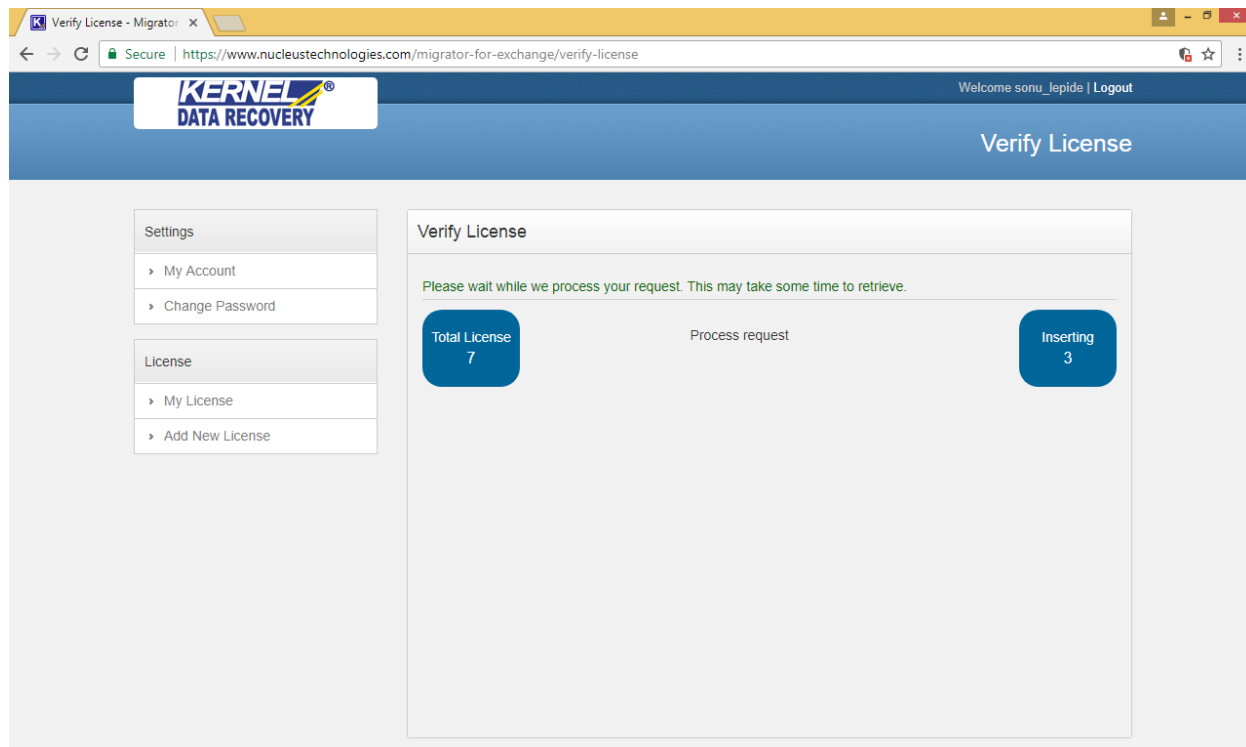 K Verify License - Migrator
Secure | https://www.nucleustechnologies.com/migrator-for-exchange/verify-license
KERNEL®
DATA RECOVERY
Welcome sonu_lepide | Logout
Verify License
Settings
My Account
Change Password
License
My License
Add New License
Verify License
Please wait while we process your request. This may take some time to retrieve.
Total License
7
Process request
Inserting
3